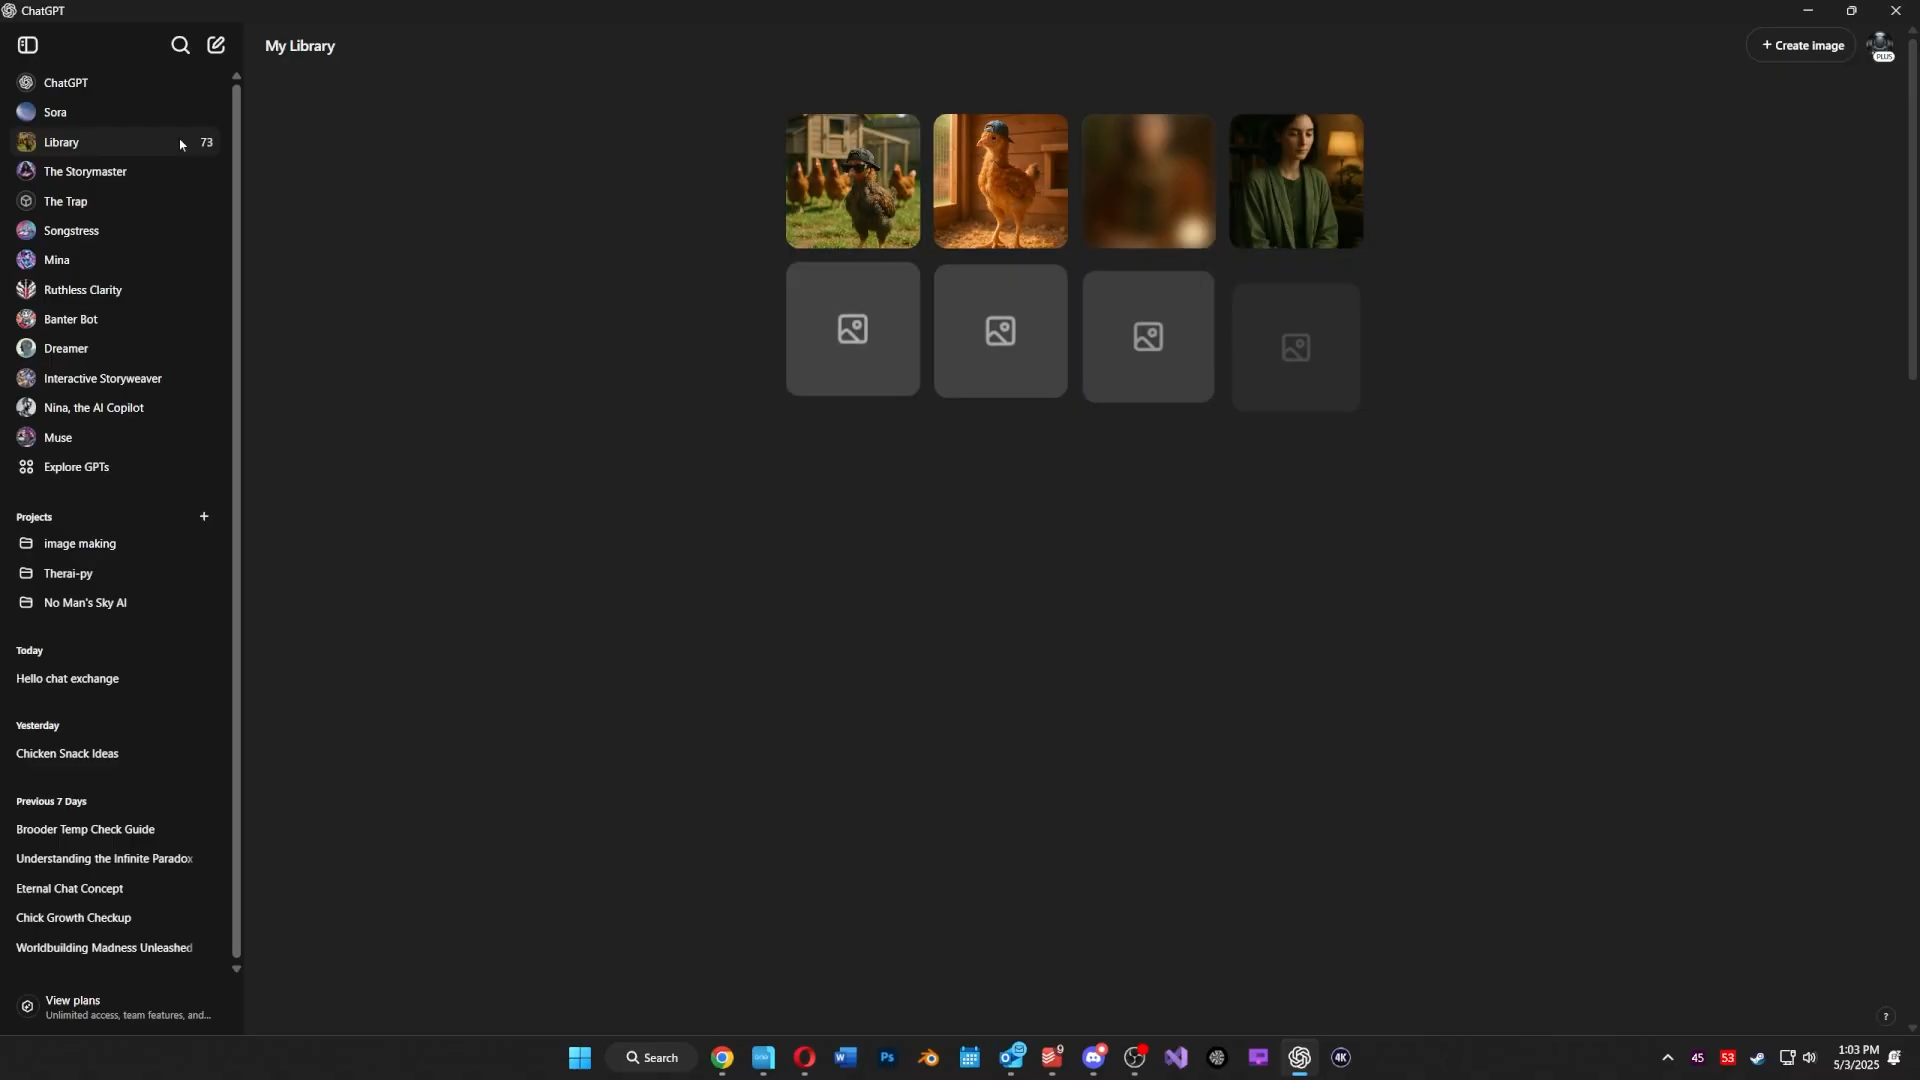 ChatGPT
My Library
+ Create image
PLUS
ChatGPT
Sora
Library 73
The Storymaster
The Trap
Songstress
Mina
Ruthless Clarity
Banter Bot
Dreamer
Interactive Storyweaver
Nina, the AI Copilot
Muse
Explore GPTs
Projects +
image making
Therai-py
No Man's Sky AI
Today
Hello chat exchange
Yesterday
Chicken Snack Ideas
Previous 7 Days
Brooder Temp Check Guide
Understanding the Infinite Paradox
Eternal Chat Concept
Chick Growth Checkup
Worldbuilding Madness Unleashed
View plans
Unlimited access, team features, and...
?
Search
W
Ps
9
4K
45
53
1:03 PM
5/3/2025